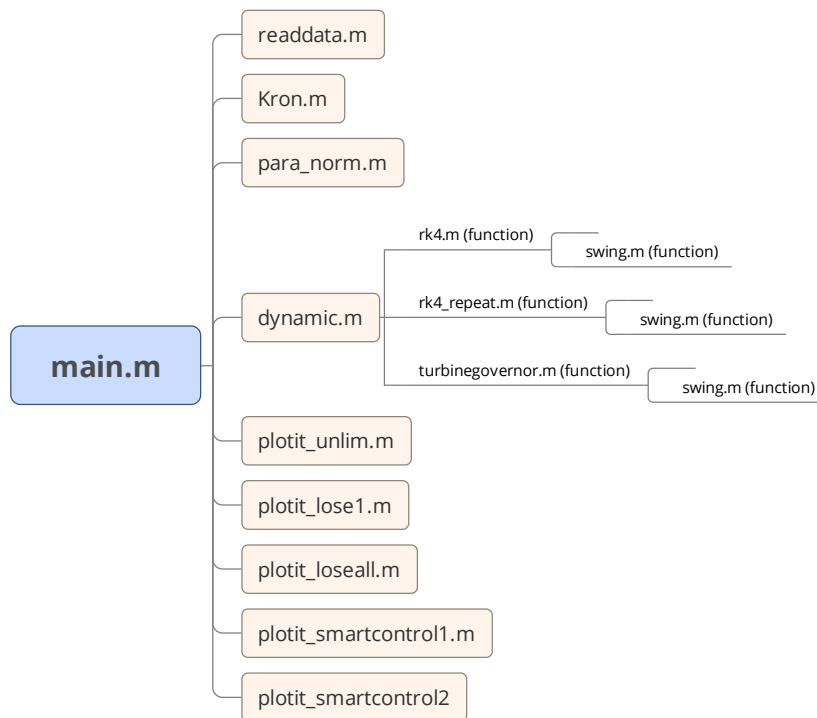 readdata.m
Kron.m
para_norm.m
rk4.m (function)
swing.m (function)
rk4_repeat.m (function)
swing.m (function)
dynamic.m
turbinegovernor.m (function)
swing.m (function)
main.m
plotit_unlim.m
plotit_lose1.m
plotit_loseall.m
plotit_smartcontrol1.m
plotit_smartcontrol2